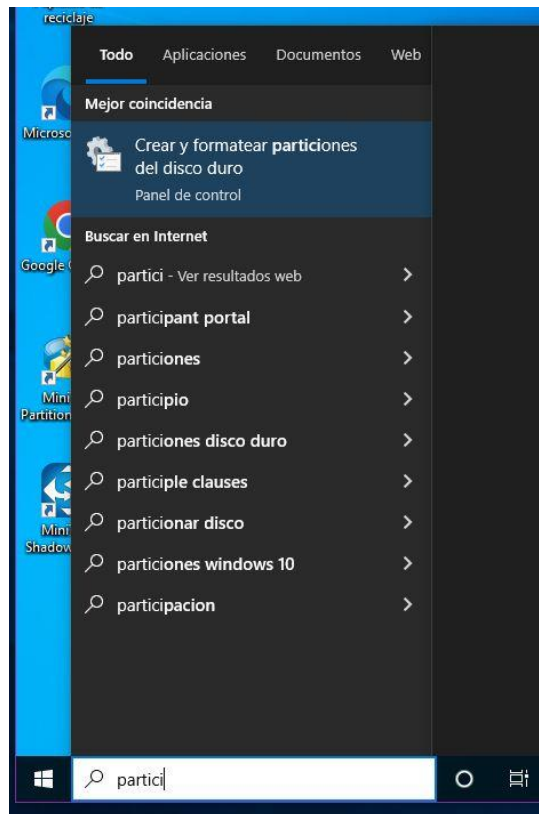 reciclaje
Todo Aplicaciones Documentos Web
Mejor coincidencia
Crear y formatear particiones
del disco duro
Panel de control
Buscar en Internet
partici - Ver resultados web
participant portal
particiones
participio
particiones disco duro
participle clauses
particionar disco
particiones windows 10
participacion
Microso
Google
Mini
Partition
Mini
Shadow
partici